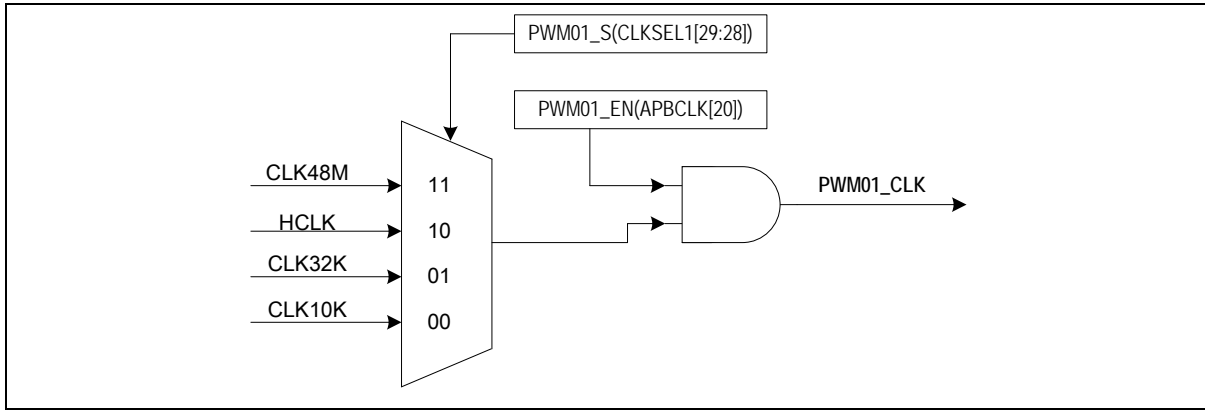 PWM01_S(CLKSEL1[29:28])
PWM01_EN(APBCLK[20])
CLK48M
11
PWM01_CLK
HCLK
10
CLK32K
01
CLK10K
00